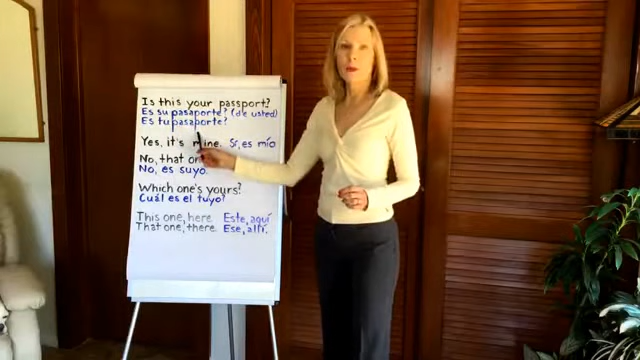 Is this your passport?
Es su pasaporte? (de usted)
Es tu pasaporte?
Yes, it's mine. Sí, es mío
No, that
No, es suyo.
Which one's yours?
Cuál es el tuyo?
This one, here. Este, aquí
That one, there. Ese, allí.